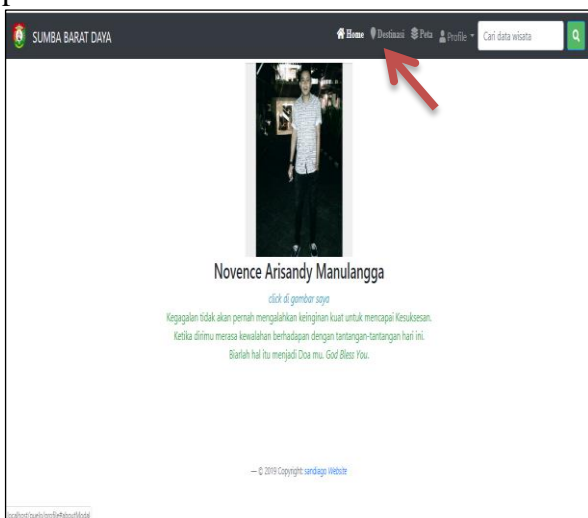 SUMBA BARAT DAYA
Home Destinasi Peta Profile Cari data wisata
Novence Arisandy Manulangga
click di gambar saya
Kegagalan tidak akan pernah mengalahkan keinginan kuat untuk mencapai Kesuksesan.
Ketika dirimu merasa kewalahan berhadapan dengan tantangan-tantangan hari ini.
Biarlah hal itu menjadi Doa mu. God Bless You.
— © 2019 Copyright: sandiago Website